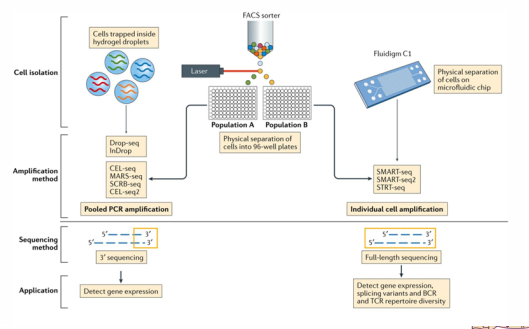 FACS sorter
Cells trapped inside
hydrogel droplets
Fluidigm C1
Laser
Cell isolation
Physical separation
of cells on
microfluidic chip
Population A
Population B
Physical separation of
cells into 96-well plates
Drop-seq
InDrop
CEL-seq
MARS-seq
SCRB-seq
CEL-seq2
SMART-seq
SMART-seq2
STRT-seq
Amplification
method
Pooled PCR amplification
Individual cell amplification
Sequencing
method
5′ 3′
5′ 3′
3′ sequencing
5′ 3′
5′ 3′
Full-length sequencing
Application
Detect gene expression
Detect gene expression,
splicing variants and BCR
and TCR repertoire diversity